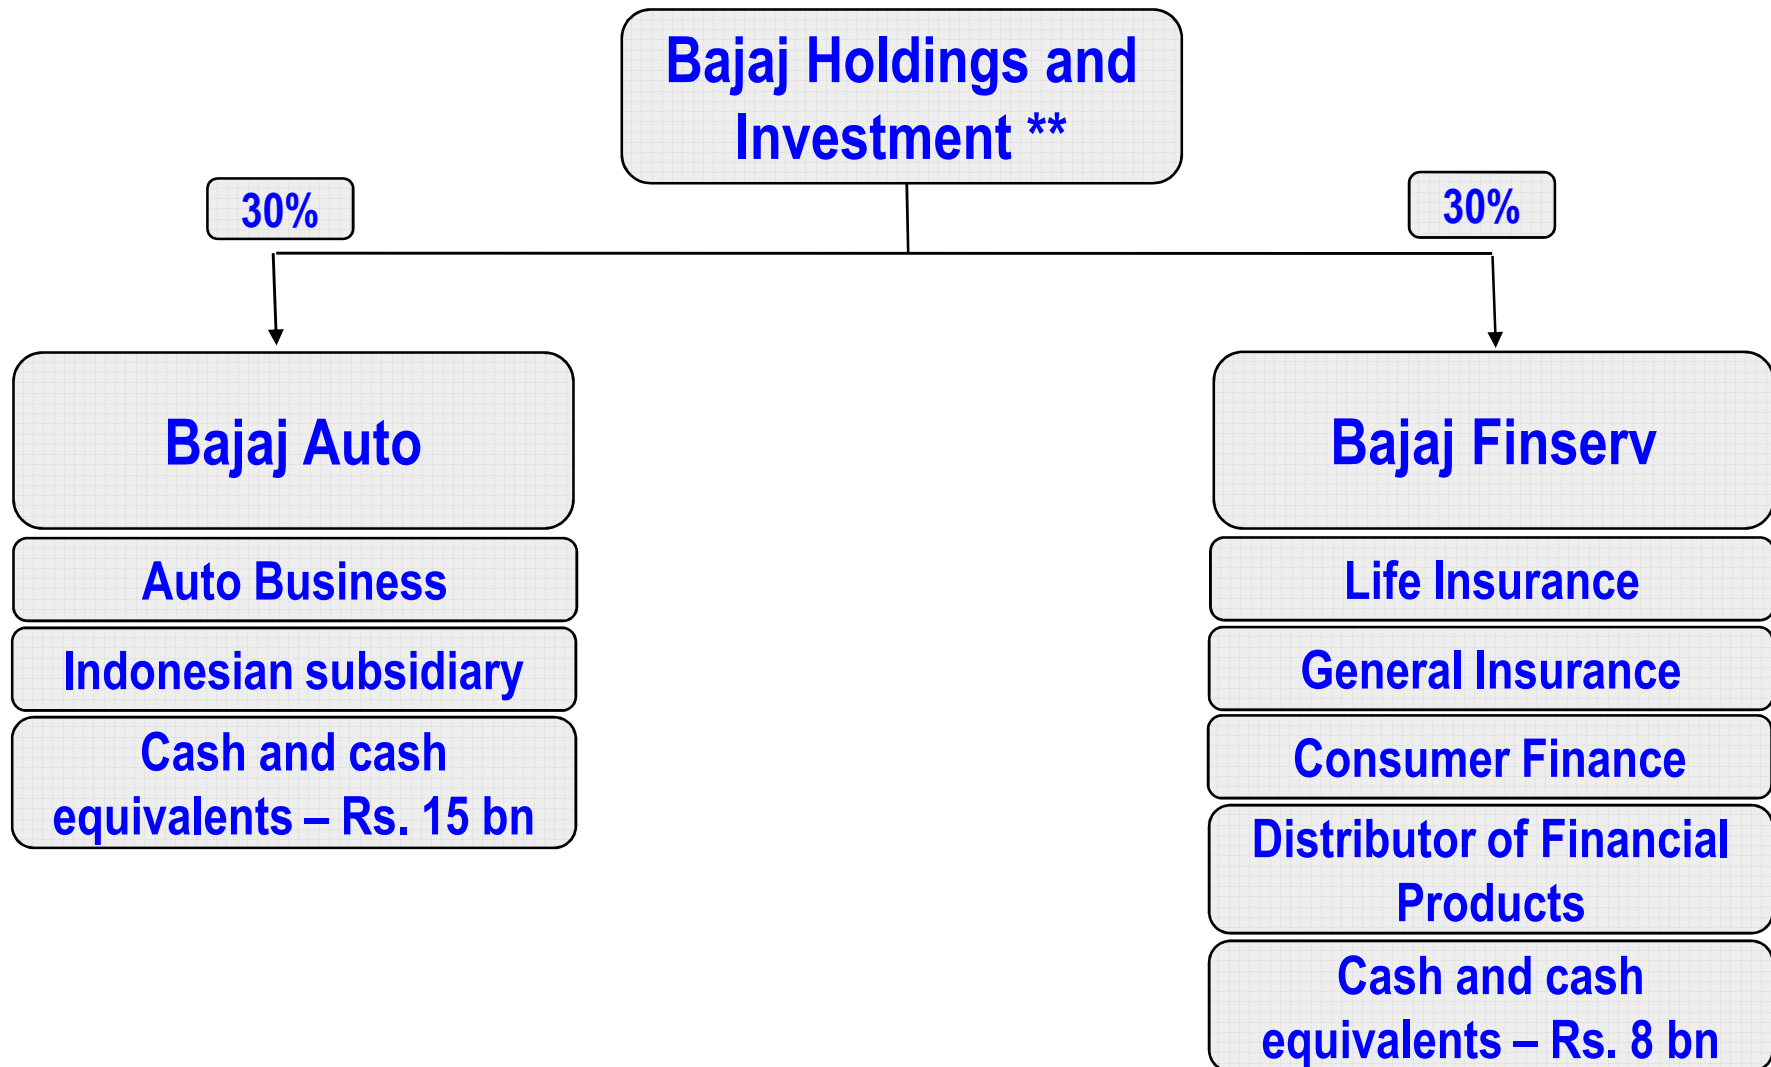 Bajaj Holdings and
Investment **
30%
30%
Bajaj Auto
Auto Business
Indonesian subsidiary
Cash and cash
equivalents – Rs. 15 bn
Bajaj Finserv
Life Insurance
General Insurance
Consumer Finance
Distributor of Financial
Products
Cash and cash
equivalents – Rs. 8 bn